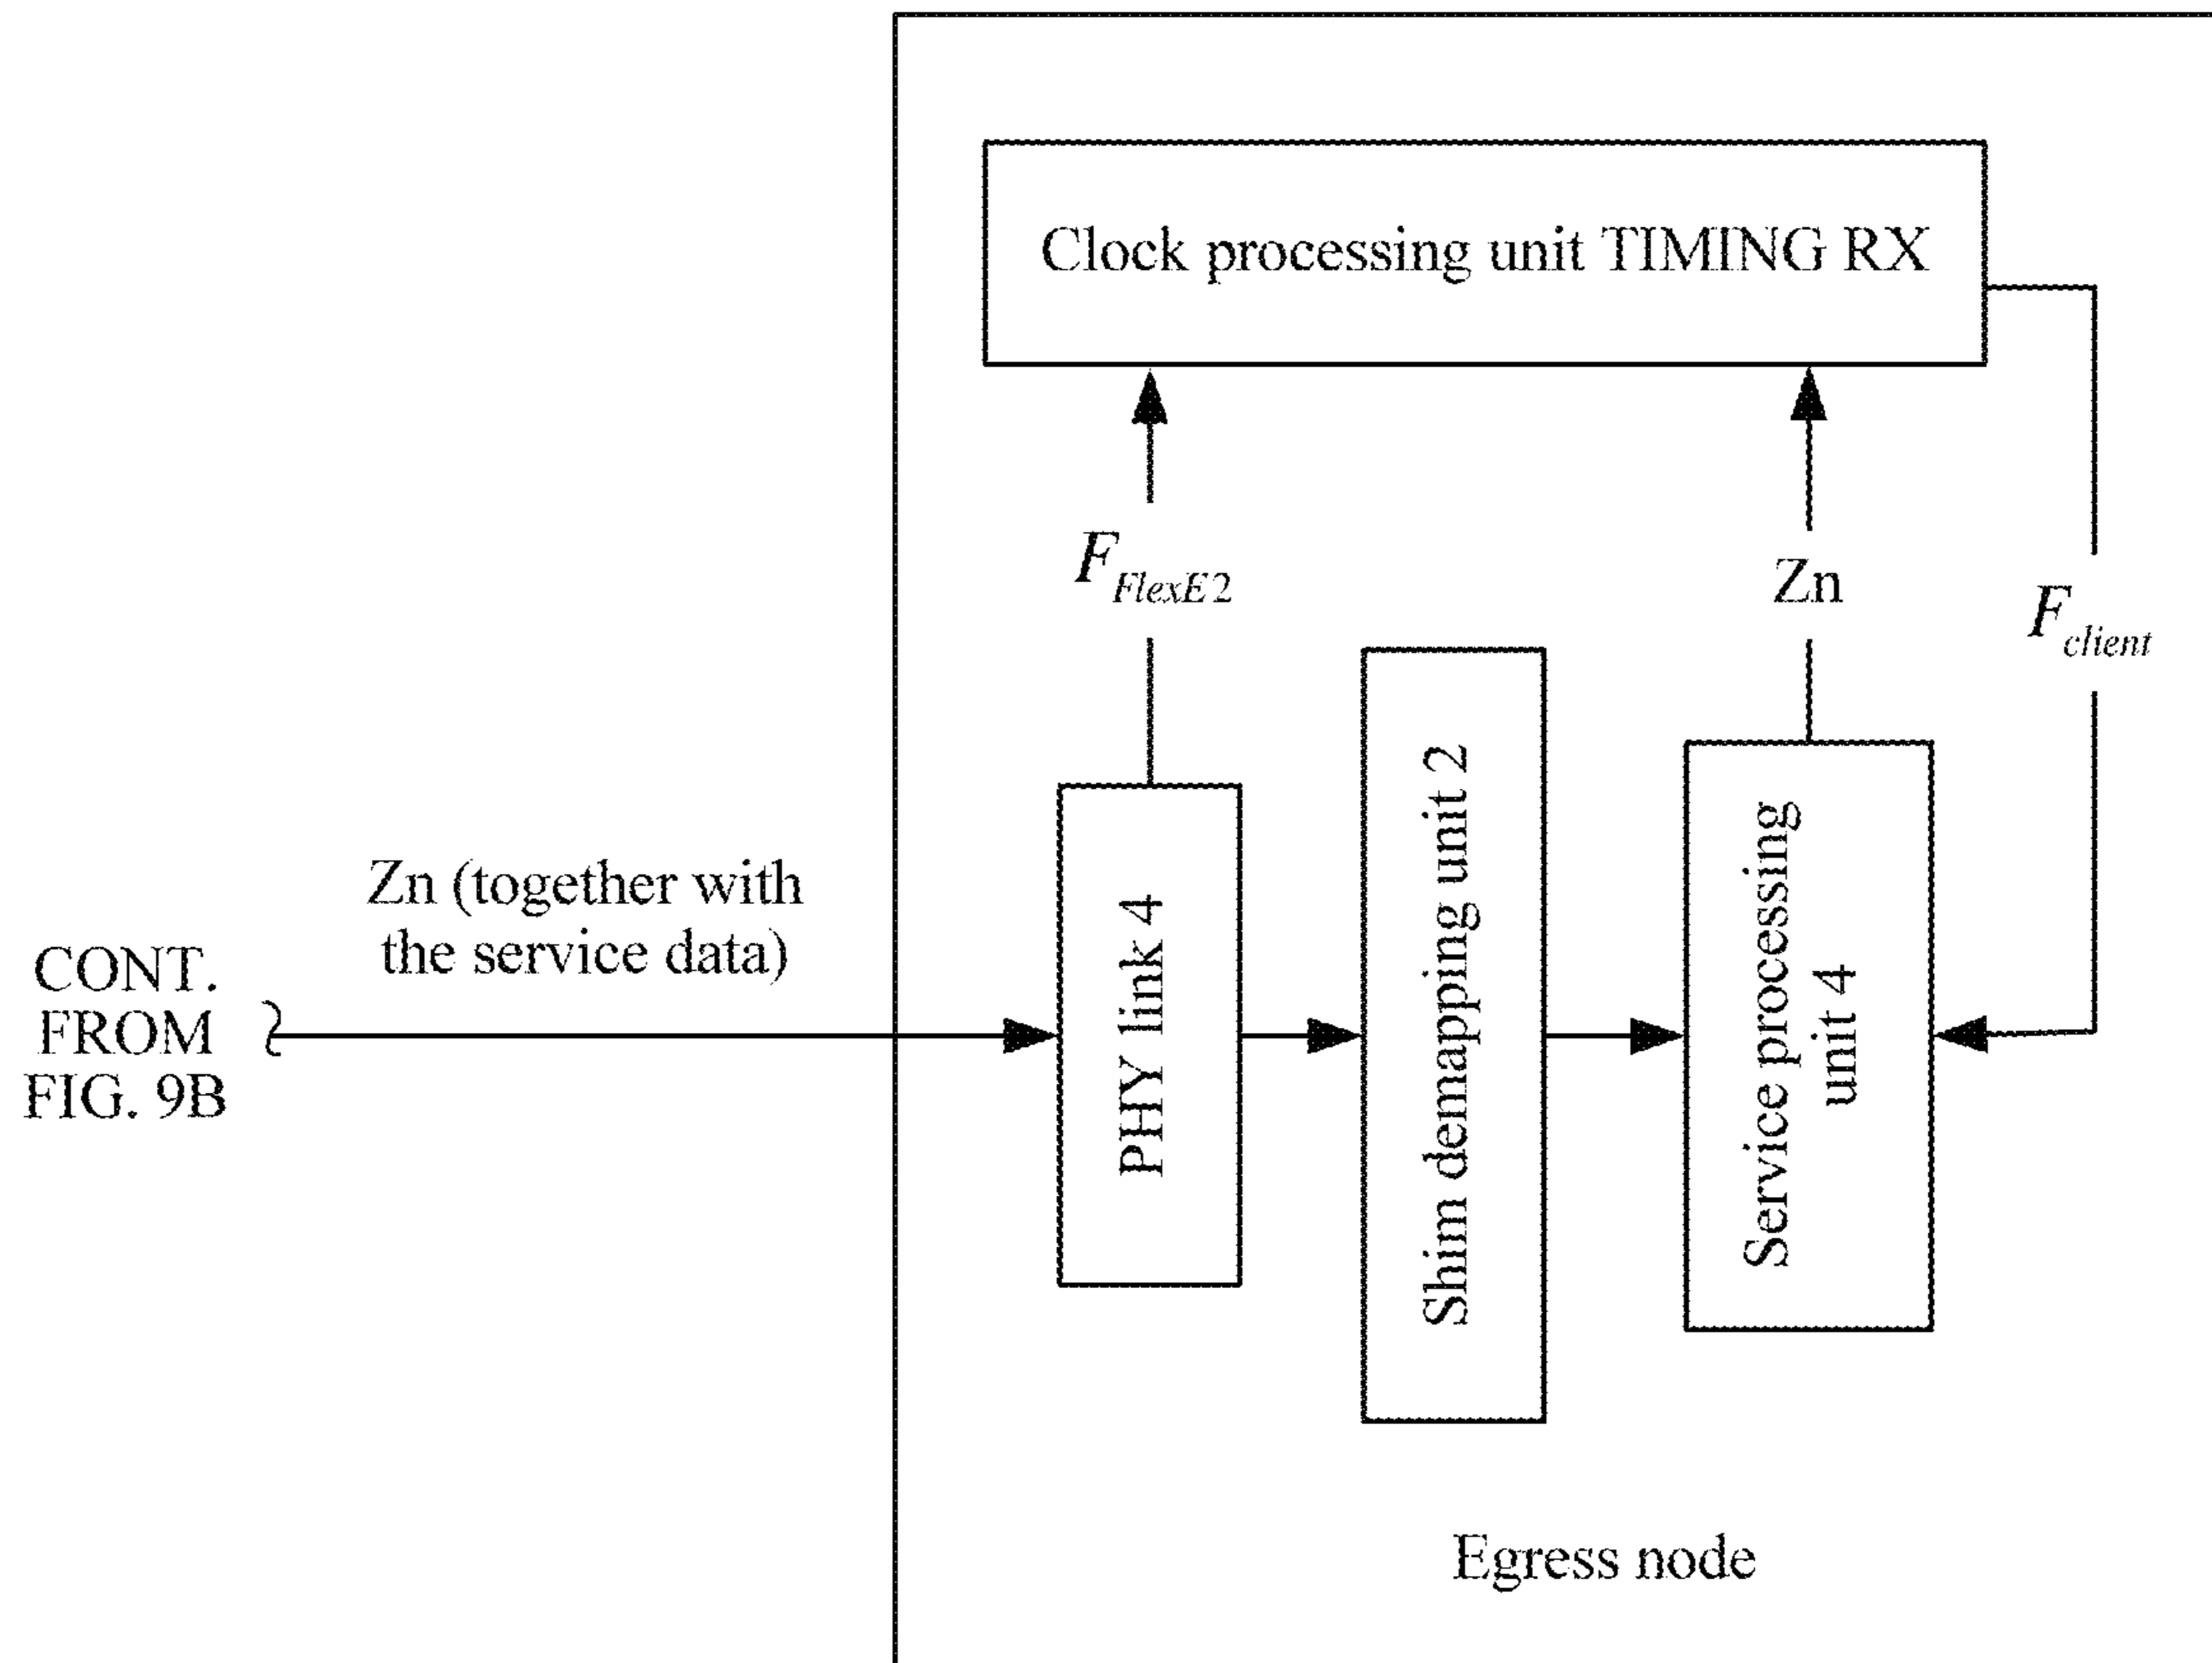 Clock processing unit TIMING RX
F FlexE2
Zn
F client
Zn (together with
the service data)
CONT.
FROM
FIG. 9B
PHY link 4
Shim demapping unit 2
Service processing
unit 4
Egress node